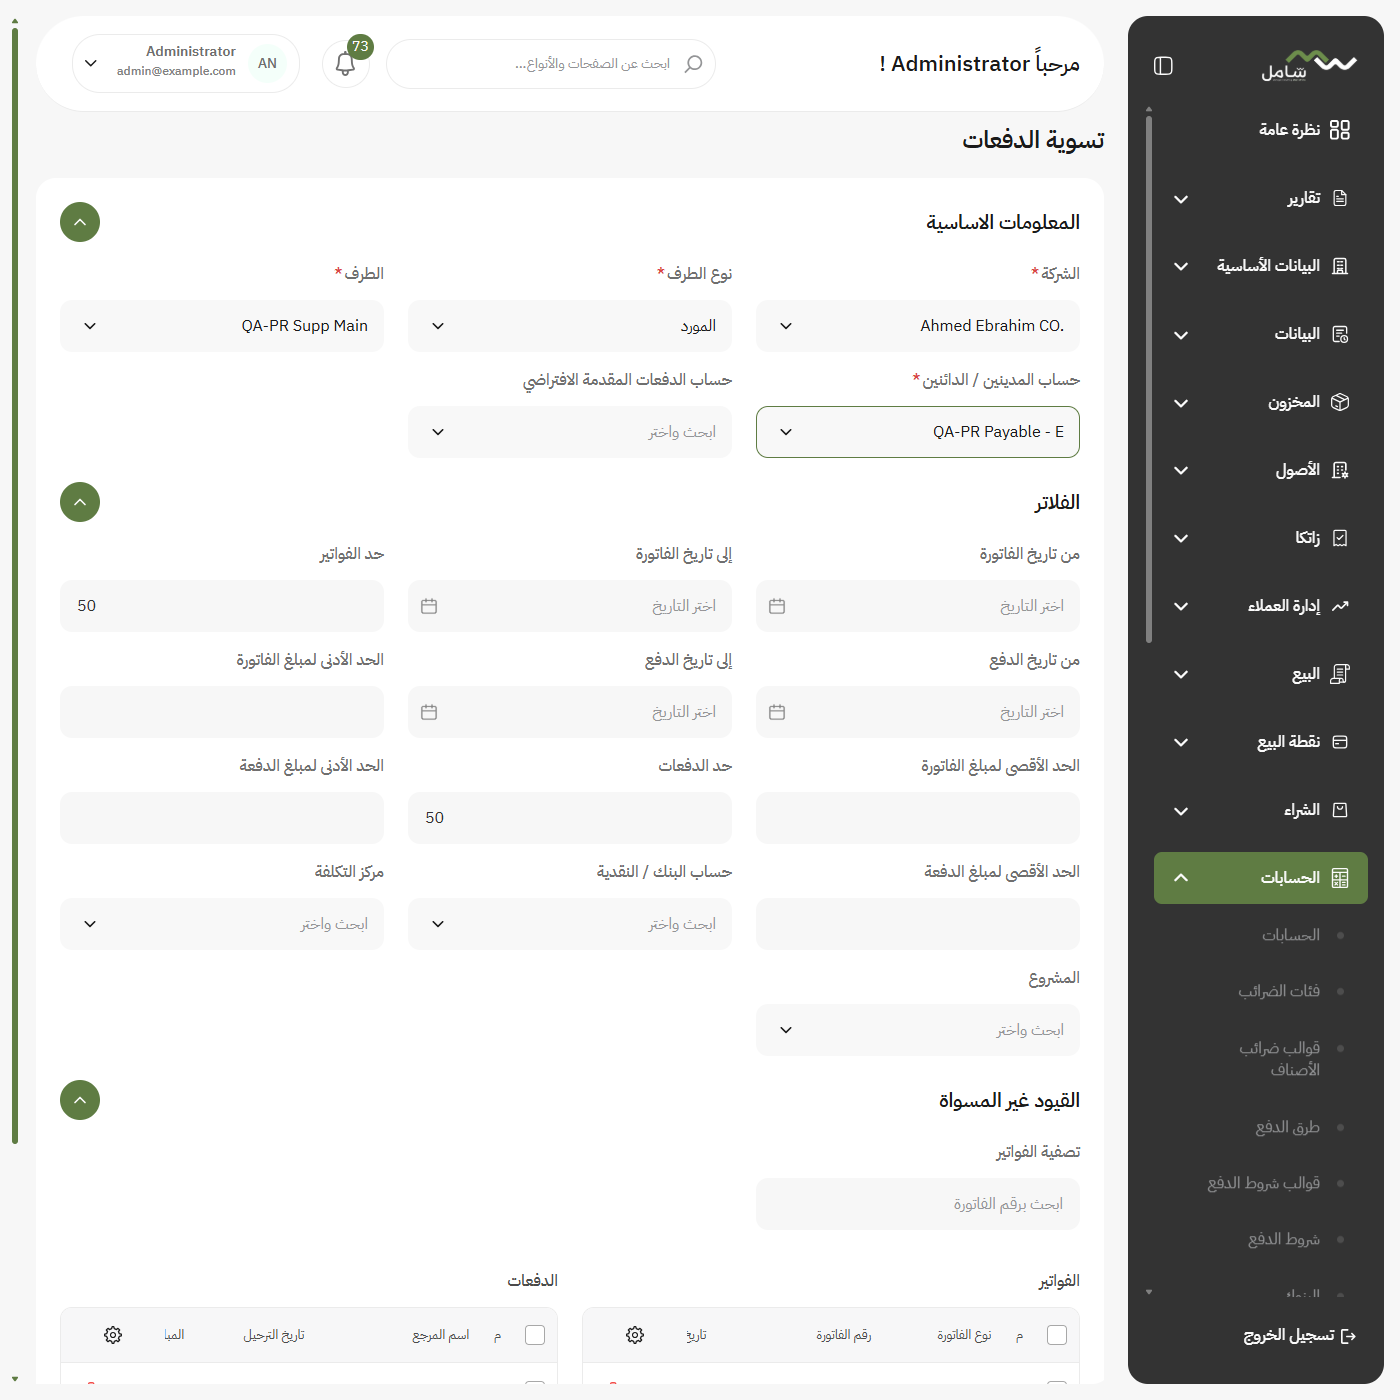 شامل
نظرة عامة
تقارير
البيانات الأساسية
البيانات
المخزون
الأصول
زاتكا
إدارة العملاء
البيع
نقطة البيع
الشراء
الحسابات
الحسابات
فئات الضرائب
قوالب ضرائب
الأصناف
طرق الدفع
قوالب شروط الدفع
شروط الدفع
البنوك
تسجيل الخروج
مرحباً Administrator !
ابحث عن الصفحات والأنواع...
73
AN
Administrator
admin@example.com
تسوية الدفعات
المعلومات الاساسية
الشركة *
نوع الطرف *
الطرف *
Ahmed Ebrahim CO.
المورد
QA-PR Supp Main
حساب المدينين / الدائنين *
حساب الدفعات المقدمة الافتراضي
QA-PR Payable - E
ابحث واختر
الفلاتر
من تاريخ الفاتورة
إلى تاريخ الفاتورة
حد الفواتير
اختر التاريخ
اختر التاريخ
50
من تاريخ الدفع
إلى تاريخ الدفع
الحد الأدنى لمبلغ الفاتورة
اختر التاريخ
اختر التاريخ
الحد الأقصى لمبلغ الفاتورة
حد الدفعات
الحد الأدنى لمبلغ الدفعة
50
الحد الأقصى لمبلغ الدفعة
حساب البنك / النقدية
مركز التكلفة
ابحث واختر
ابحث واختر
المشروع
ابحث واختر
القيود غير المسواة
تصفية الفواتير
ابحث برقم الفاتورة
الفواتير
م
نوع الفاتورة
رقم الفاتورة
تاريخ
الدفعات
م
اسم المرجع
تاريخ الترحيل
المبا